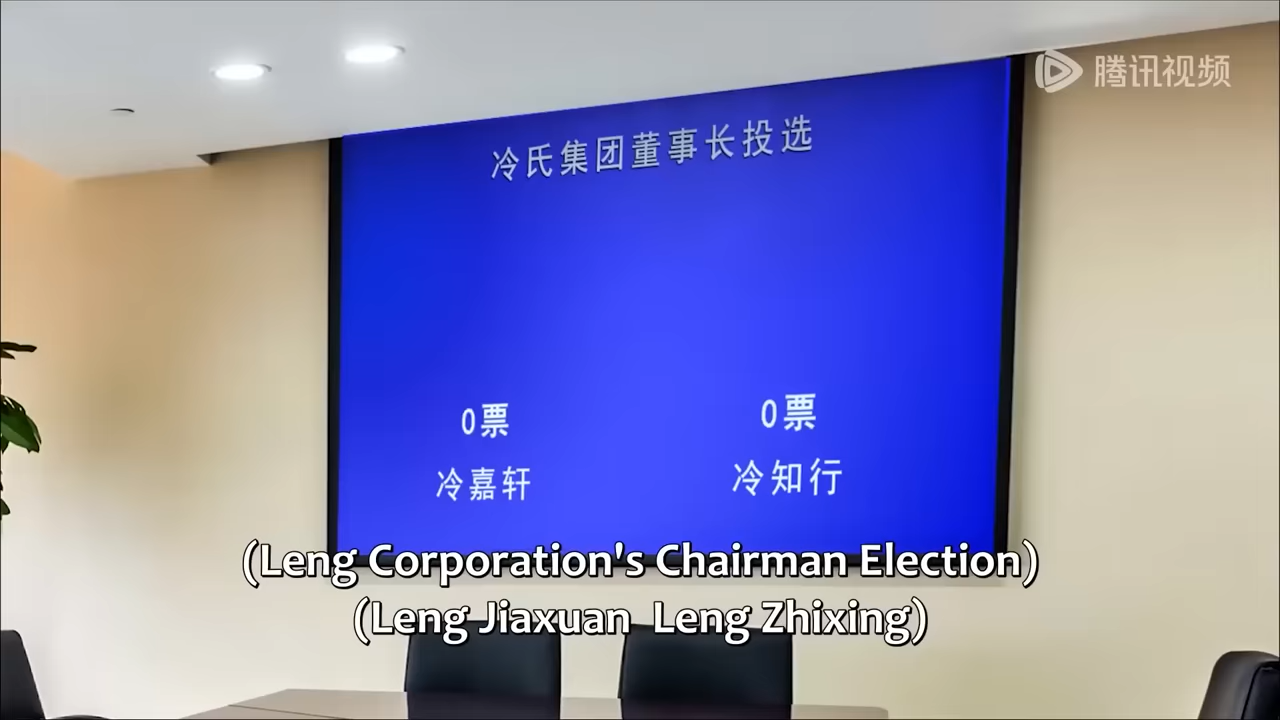 腾讯视频
冷氏集团董事长投选
0票 0票
冷嘉轩 冷知行
(Leng Corporation's Chairman Election)
(Leng Jiaxuan Leng Zhixing)